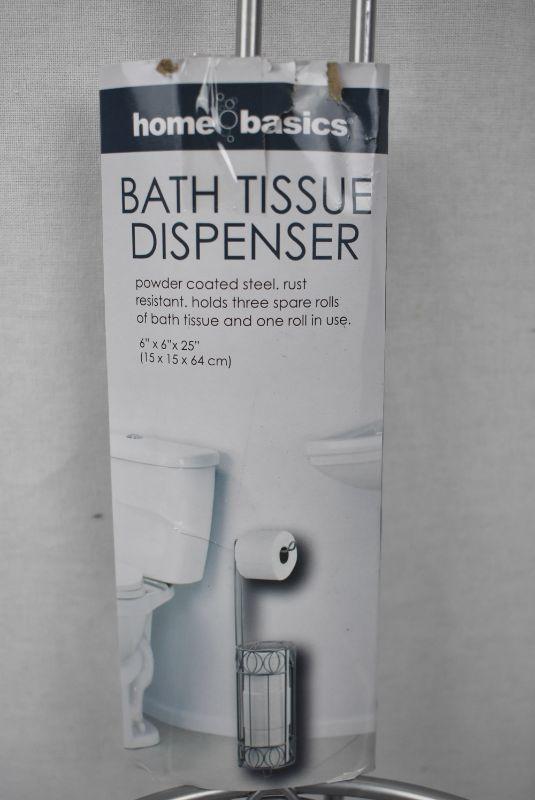 home basics
BATH TISSUE
DISPENSER
powder coated steel. rust
resistant. holds three spare rolls
of bath tissue and one roll in use.
6" x 6"x 25"
(15 x 15 x 64 cm)